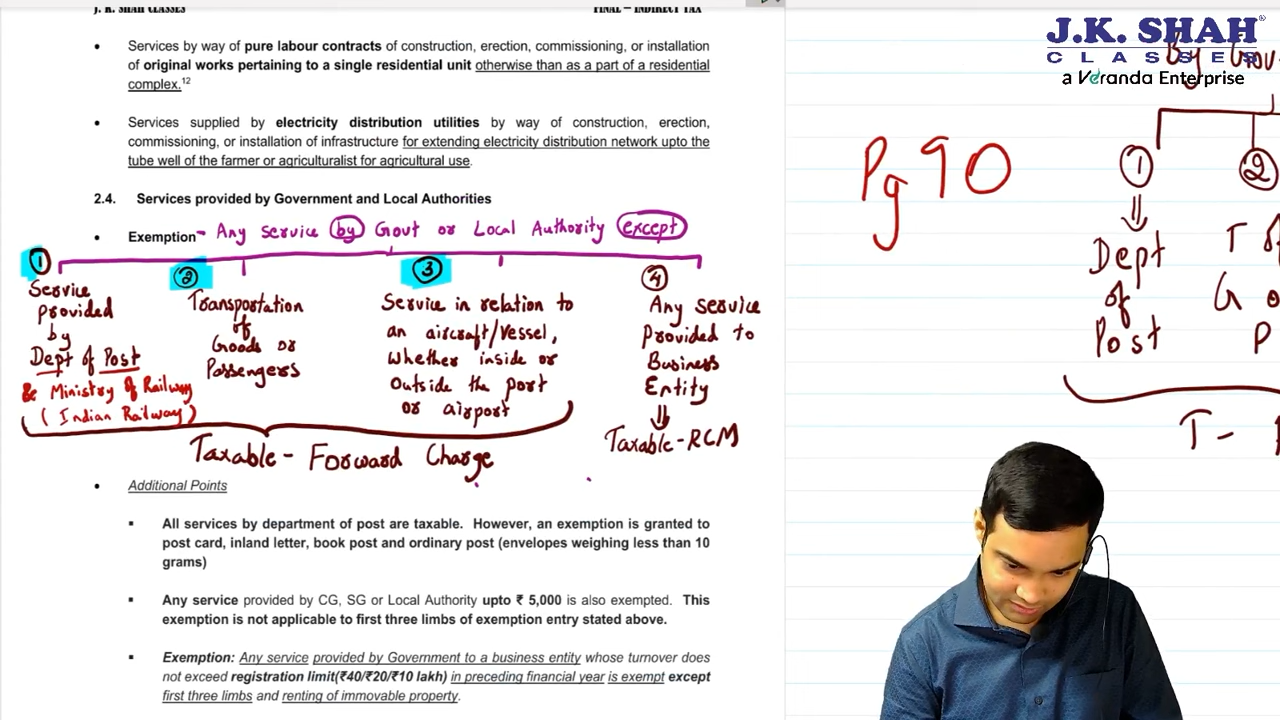 J. K. SHAH CLASSES
FINAL – INDIRECT TAX
• Services by way of pure labour contracts of construction, erection, commissioning, or installation
of original works pertaining to a single residential unit otherwise than as a part of a residential
complex.12
• Services supplied by electricity distribution utilities by way of construction, erection,
commissioning, or installation of infrastructure for extending electricity distribution network upto the
tube well of the farmer or agriculturalist for agricultural use.
2.4. Services provided by Government and Local Authorities
• Exemption - Any service by Govt or Local Authority except
①
Service
provided
by
Dept of Post
& Ministry of Railway
(Indian Railway)
②
Transportation
of
Goods or
Passengers
③
Service in relation to
an aircraft/vessel,
whether inside or
outside the port
or airport
④
Any service
provided to
Business
Entity
⇓
Taxable-RCM
Taxable - Forward Charge
• Additional Points
▪ All services by department of post are taxable. However, an exemption is granted to
post card, inland letter, book post and ordinary post (envelopes weighing less than 10
grams)
▪ Any service provided by CG, SG or Local Authority upto ₹ 5,000 is also exempted. This
exemption is not applicable to first three limbs of exemption entry stated above.
▪ Exemption: Any service provided by Government to a business entity whose turnover does
not exceed registration limit(₹40/₹20/₹10 lakh) in preceding financial year is exempt except
first three limbs and renting of immovable property.
J.K. SHAH
CLASSES
a Veranda Enterprise
By Gov
Pg 90
①
⇓
Dept
of
Post
②
T of
G o
P
T -